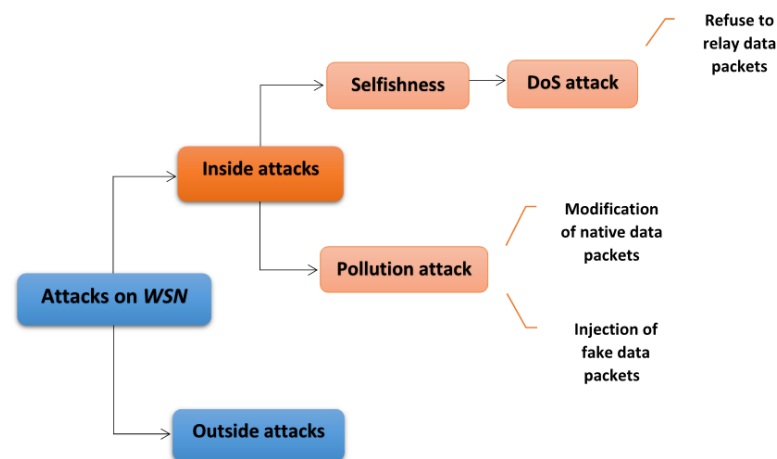 Refuse to
relay data
packets
Selfishness
DoS attack
Inside attacks
Modification
of native data
packets
Pollution attack
Attacks on WSN
Injection of
fake data
packets
Outside attacks